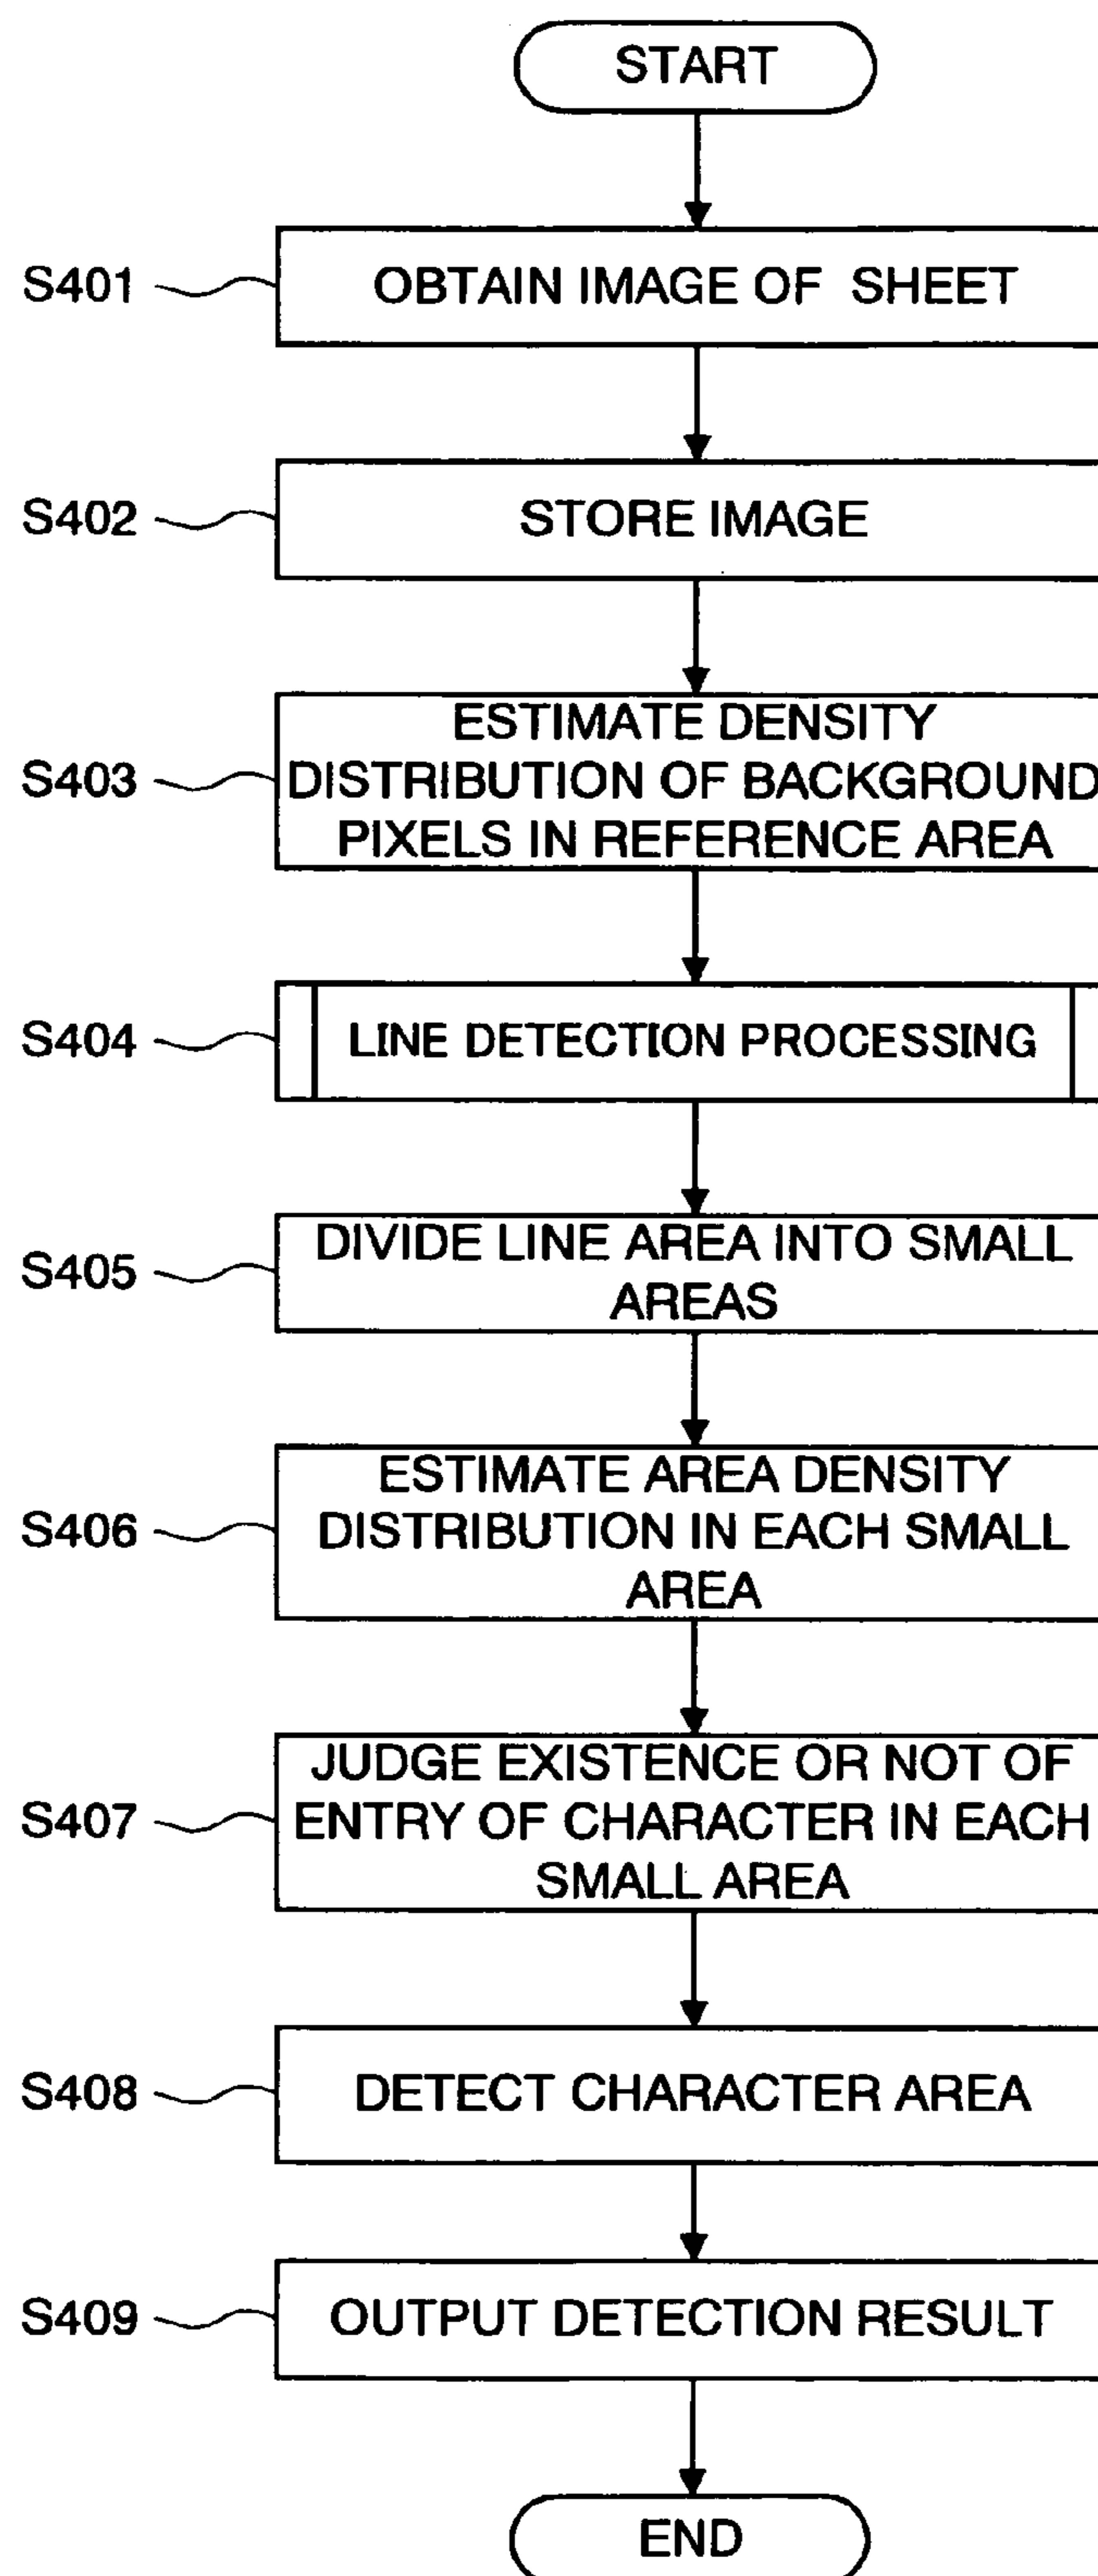 START
S401
OBTAIN IMAGE OF SHEET
S402
STORE IMAGE
S403
ESTIMATE DENSITY
DISTRIBUTION OF BACKGROUND
PIXELS IN REFERENCE AREA
S404
LINE DETECTION PROCESSING
S405
DIVIDE LINE AREA INTO SMALL
AREAS
S406
ESTIMATE AREA DENSITY
DISTRIBUTION IN EACH SMALL
AREA
S407
JUDGE EXISTENCE OR NOT OF
ENTRY OF CHARACTER IN EACH
SMALL AREA
S408
DETECT CHARACTER AREA
S409
OUTPUT DETECTION RESULT
END